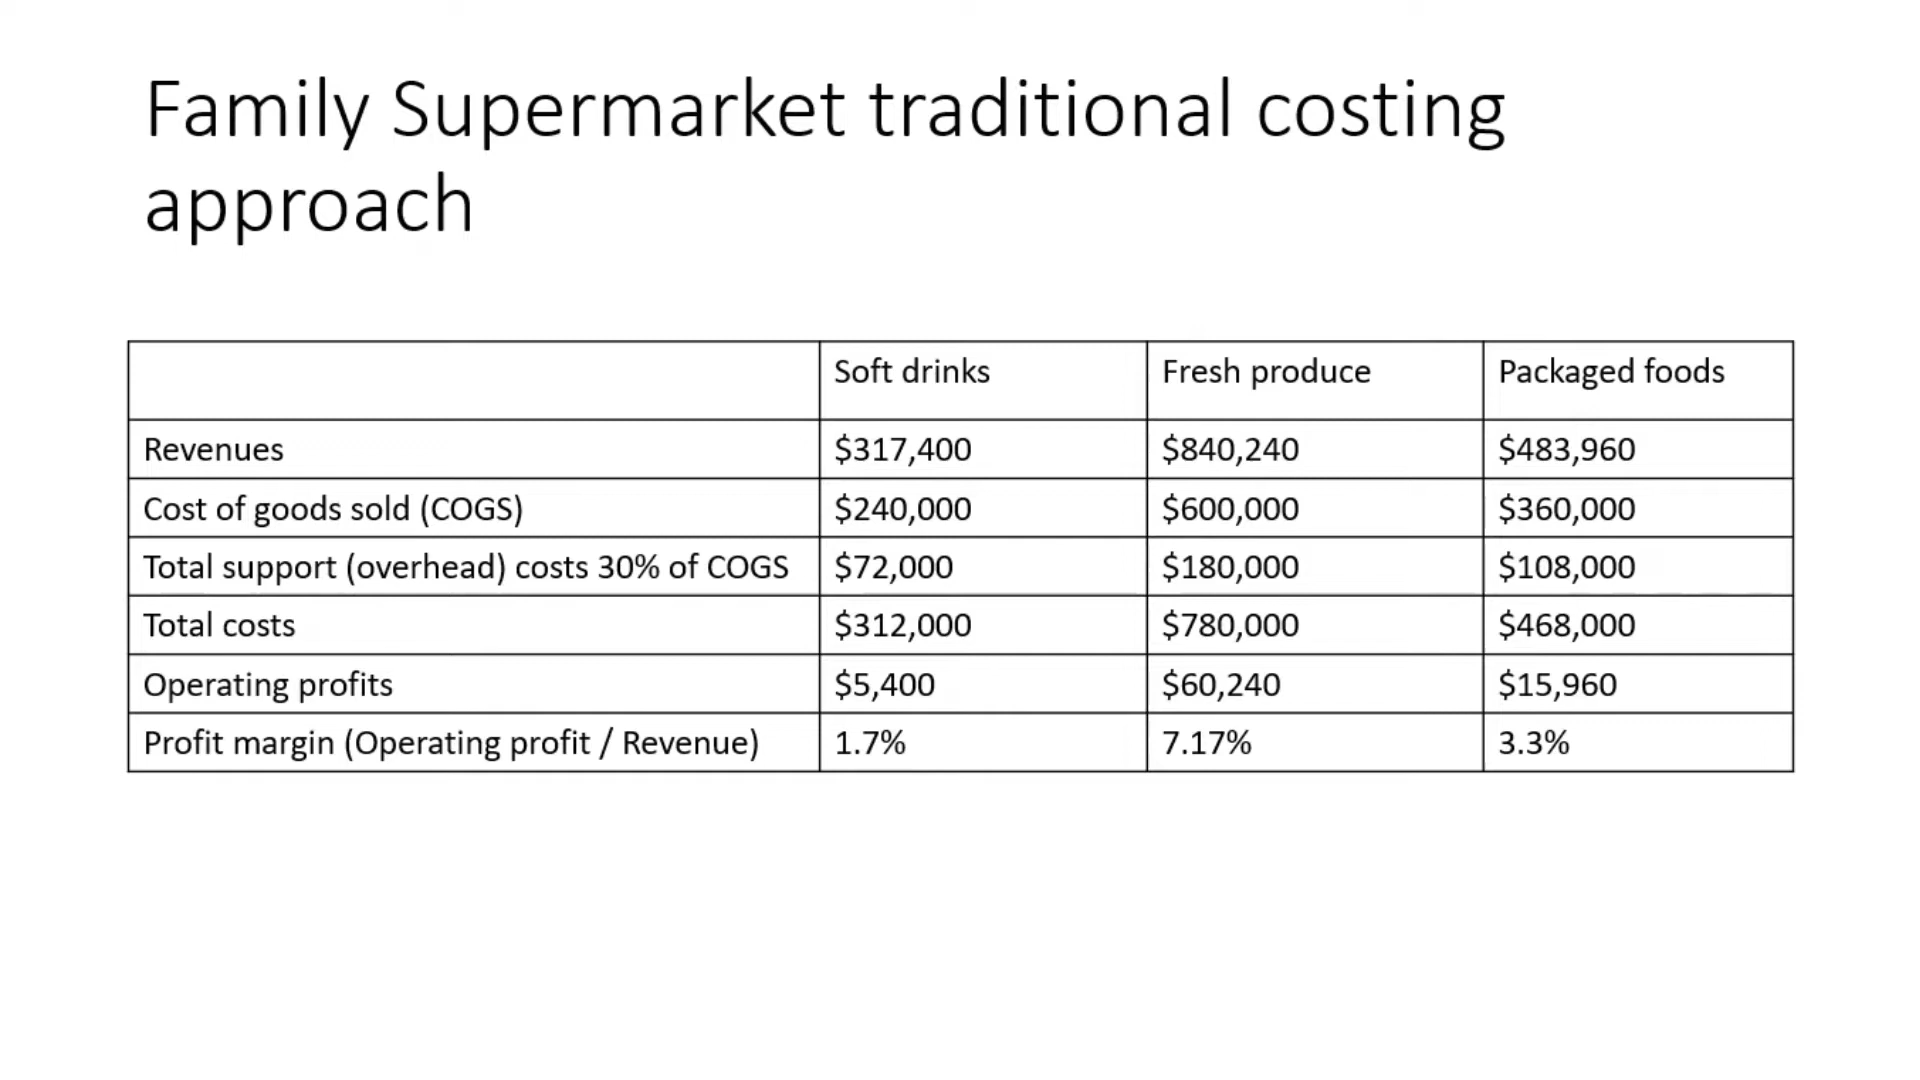 Family Supermarket traditional costing
approach
Soft drinks Fresh produce Packaged foods
Revenues $317,400 $840,240 $483,960
Cost of goods sold (COGS) $240,000 $600,000 $360,000
Total support (overhead) costs 30% of COGS $72,000 $180,000 $108,000
Total costs $312,000 $780,000 $468,000
Operating profits $5,400 $60,240 $15,960
Profit margin (Operating profit / Revenue) 1.7% 7.17% 3.3%